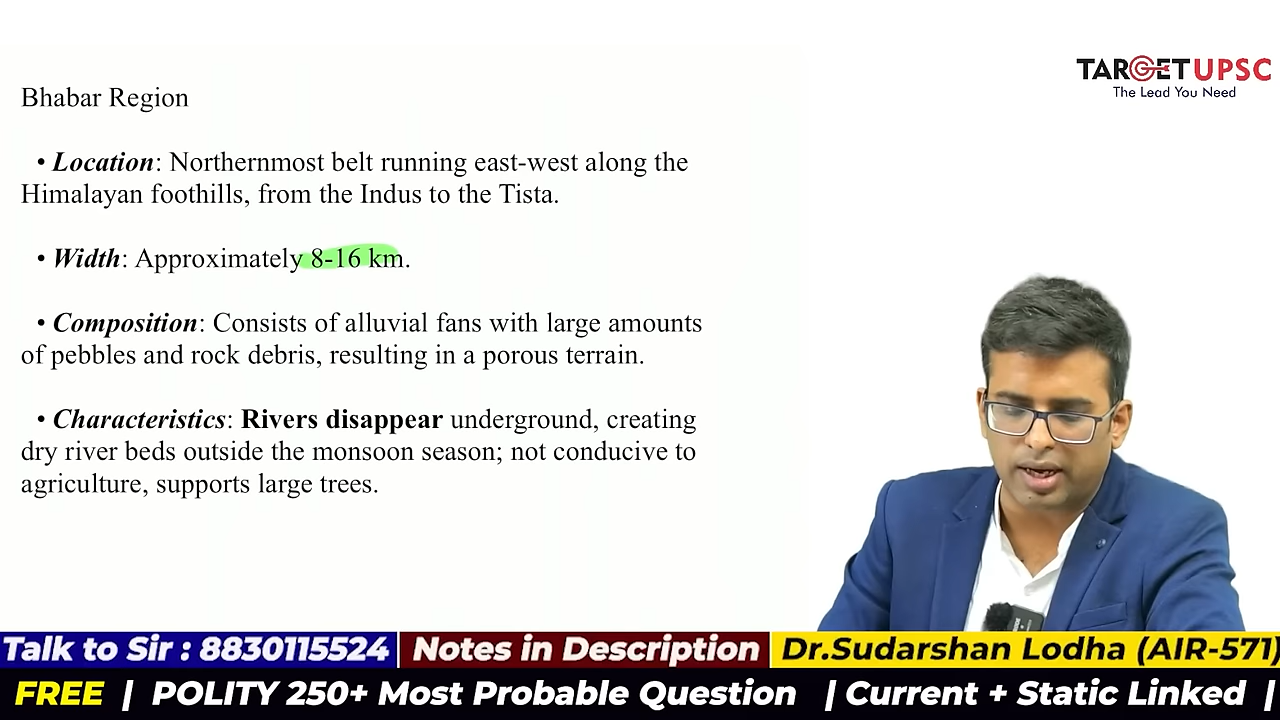 TARGETUPSC
The Lead You Need
Bhabar Region
• Location: Northernmost belt running east-west along the
Himalayan foothills, from the Indus to the Tista.
• Width: Approximately 8-16 km.
• Composition: Consists of alluvial fans with large amounts
of pebbles and rock debris, resulting in a porous terrain.
• Characteristics: Rivers disappear underground, creating
dry river beds outside the monsoon season; not conducive to
agriculture, supports large trees.
Talk to Sir : 8830115524 Notes in Description Dr.Sudarshan Lodha (AIR-571)
FREE | POLITY 250+ Most Probable Question | Current + Static Linked |